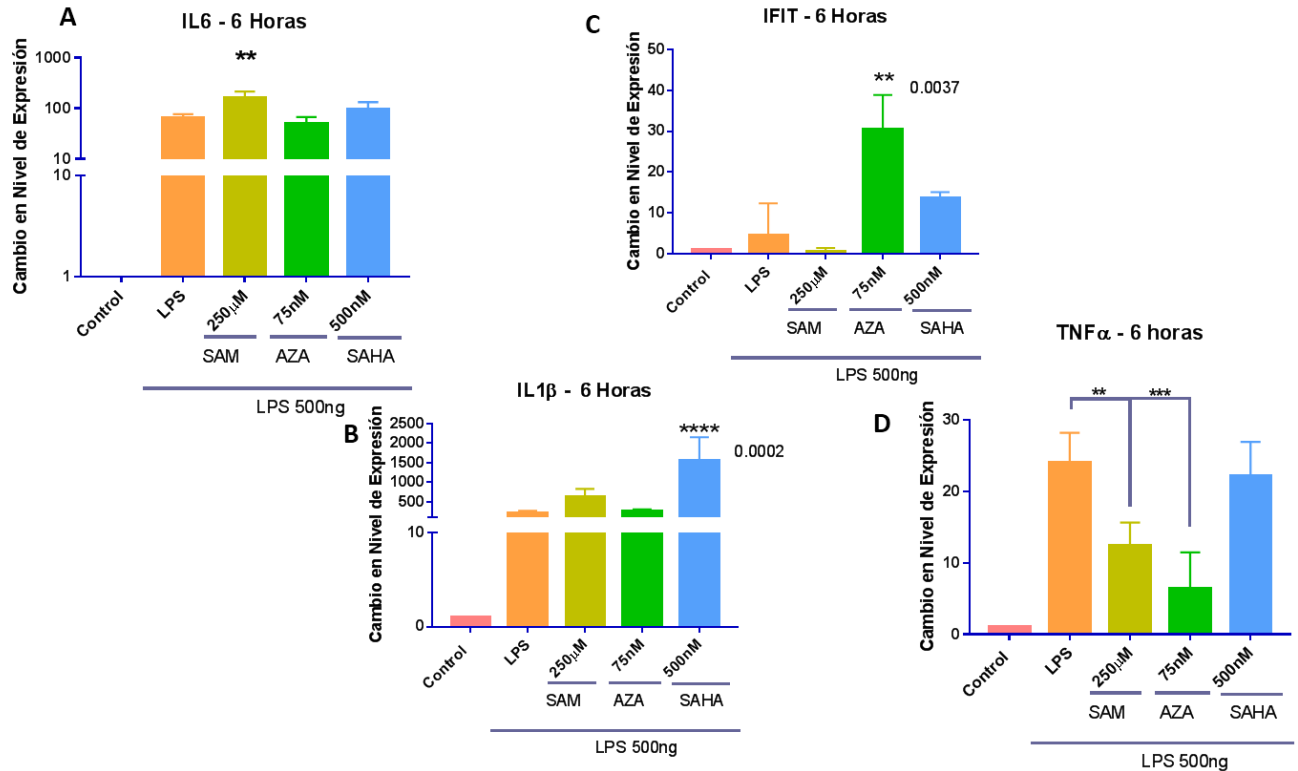 A
IL6 - 6 Horas
Cambio en Nivel de Expresión
1000
100
10
10
1
**
Control
LPS
250µM
75nM
500nM
SAM
AZA
SAHA
LPS 500ng
C
IFIT - 6 Horas
Cambio en Nivel de Expresión
50
40
30
20
10
0
**
0.0037
Control
LPS
250µM
75nM
500nM
SAM
AZA
SAHA
LPS 500ng
B
IL1β - 6 Horas
Cambio en Nivel de Expresión
2500
2000
1500
1000
500
10
0
****
0.0002
Control
LPS
250µM
75nM
500nM
SAM
AZA
SAHA
LPS 500ng
D
TNFα - 6 horas
Cambio en Nivel de Expresión
30
20
10
0
**
***
Control
LPS
250µM
75nM
500nM
SAM
AZA
SAHA
LPS 500ng